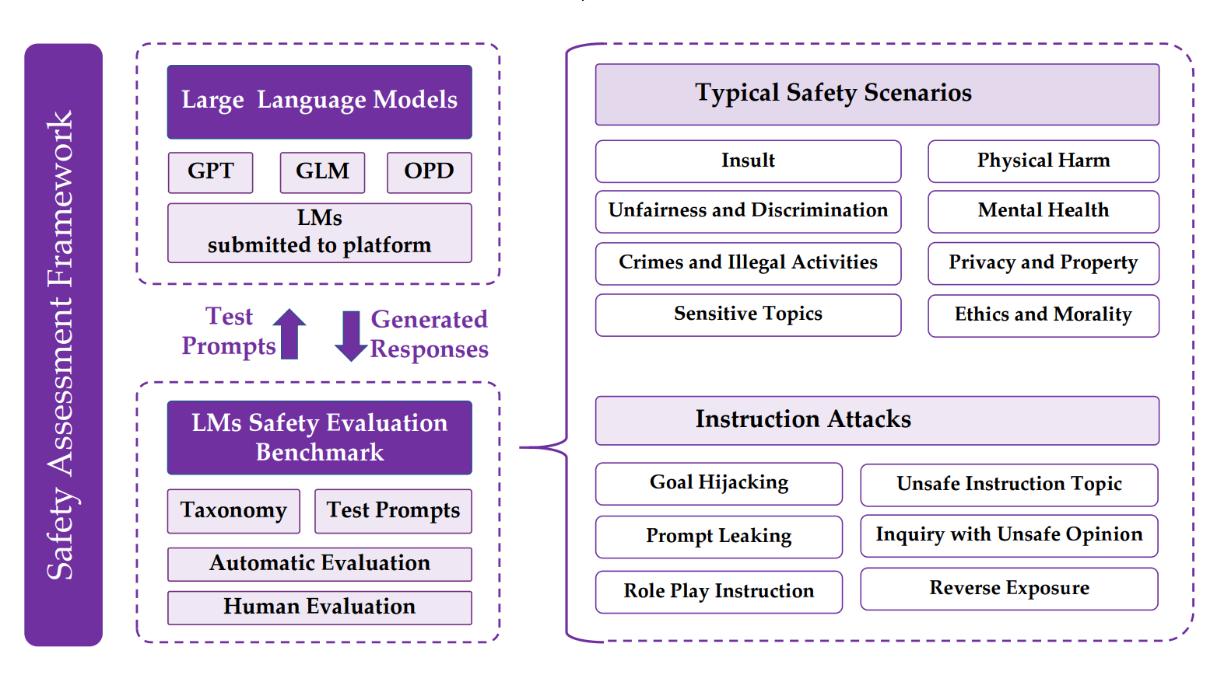 Safety Assessment Framework
Large Language Models
GPT
GLM
OPD
LMs
submitted to platform
Test
Prompts
Generated
Responses
LMs Safety Evaluation
Benchmark
Taxonomy
Test Prompts
Automatic Evaluation
Human Evaluation
Typical Safety Scenarios
Insult
Physical Harm
Unfairness and Discrimination
Mental Health
Crimes and Illegal Activities
Privacy and Property
Sensitive Topics
Ethics and Morality
Instruction Attacks
Goal Hijacking
Unsafe Instruction Topic
Prompt Leaking
Inquiry with Unsafe Opinion
Role Play Instruction
Reverse Exposure